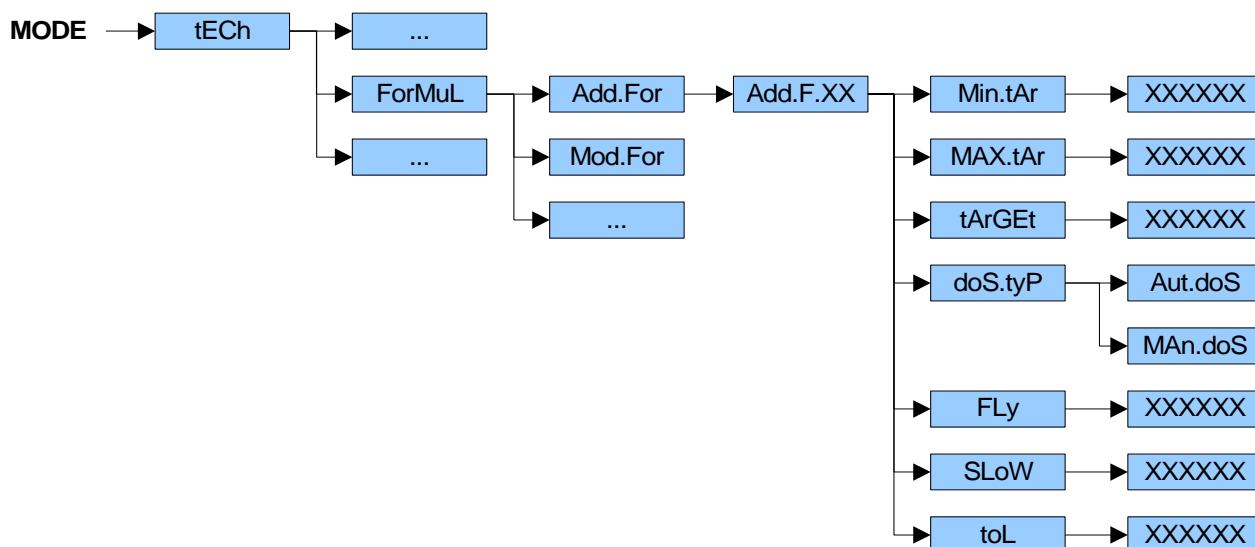 MODE tECh ...
ForMuL Add.For Add.F.XX Min.tAr XXXXXX
... Mod.For MAX.tAr XXXXXX
... tArGEt XXXXXX
doS.tyP Aut.doS
MAn.doS
FLy XXXXXX
SLoW XXXXXX
toL XXXXXX